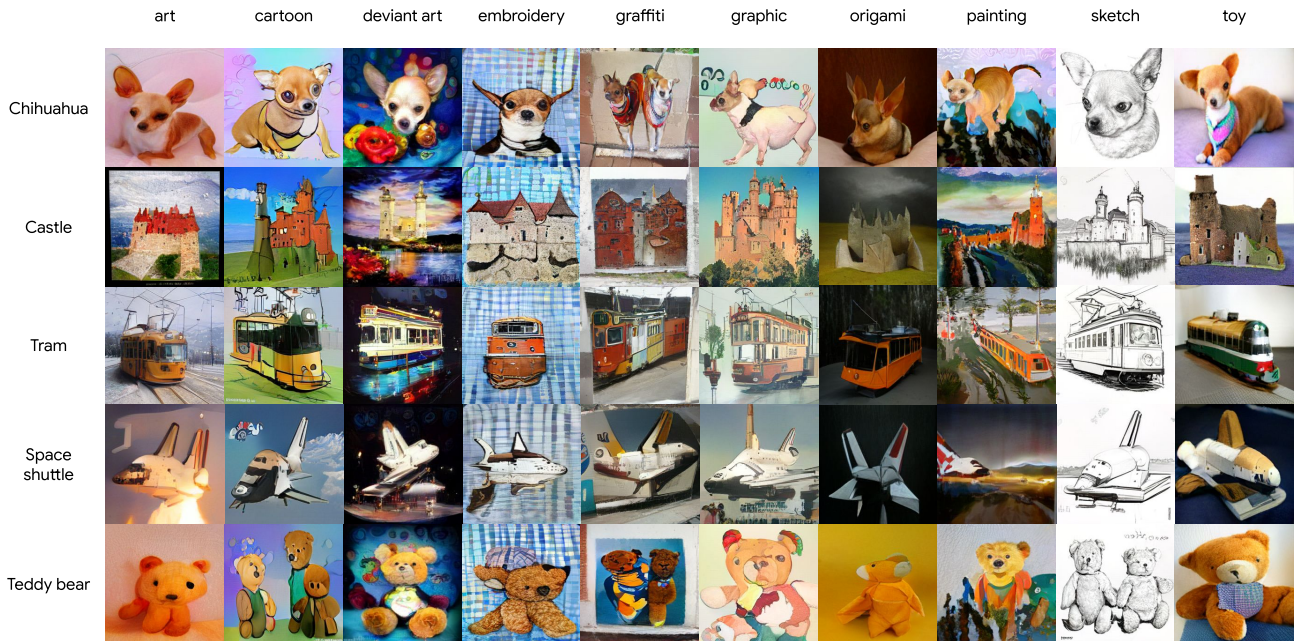 art cartoon deviant art embroidery graffiti graphic origami painting sketch toy
Chihuahua
Castle
Tram
Space
shuttle
Teddy bear